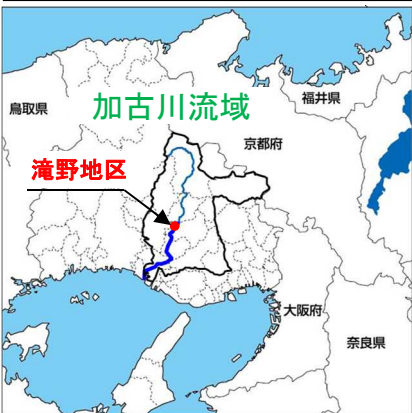 鳥取県
加古川流域
福井県
京都府
滝野地区
大阪府
奈良県